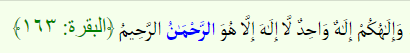 وَإِلَٰهُكُمْ إِلَٰهٌ وَاحِدٌ لَّا إِلَٰهَ إِلَّا هُوَ الرَّحْمَٰنُ الرَّحِيمُ ﴿البقرة: ١٦٣﴾